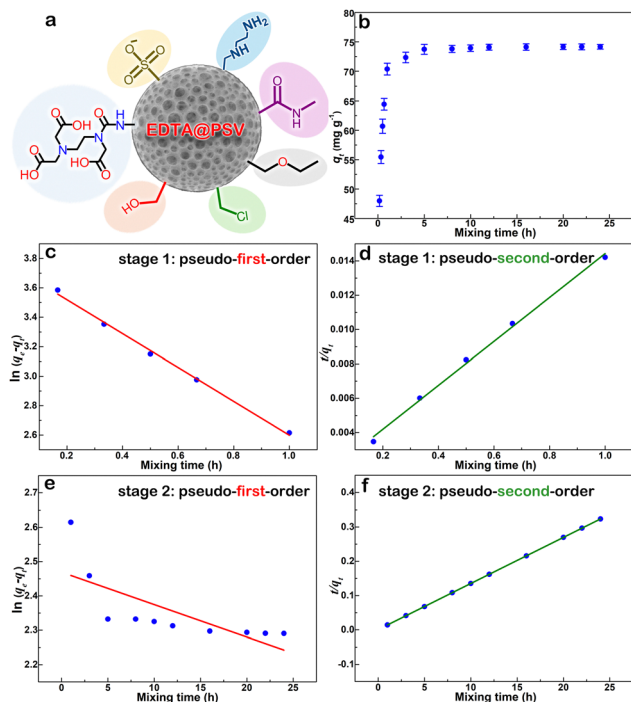 a
O
S
O
O
−
NH
NH₂
EDTA@PSV
O
N
H
O
HO
Cl
O
OH
O
NH
N
N
O
HO
OH
O
O
b
q_t (mg g⁻¹)
80
75
70
65
60
55
50
45
0 5 10 15 20 25
Mixing time (h)
c
stage 1: pseudo-first-order
ln (q_e-q_t)
3.8
3.6
3.4
3.2
3.0
2.8
2.6
0.2 0.4 0.6 0.8 1.0
Mixing time (h)
d
stage 1: pseudo-second-order
t/q_t
0.014
0.012
0.010
0.008
0.006
0.004
0.2 0.4 0.6 0.8 1.0
Mixing time (h)
e
stage 2: pseudo-first-order
ln (q_e-q_t)
2.7
2.6
2.5
2.4
2.3
2.2
0 5 10 15 20 25
Mixing time (h)
f
stage 2: pseudo-second-order
t/q_t
0.4
0.3
0.2
0.1
0.0
-0.1
0 5 10 15 20 25
Mixing time (h)